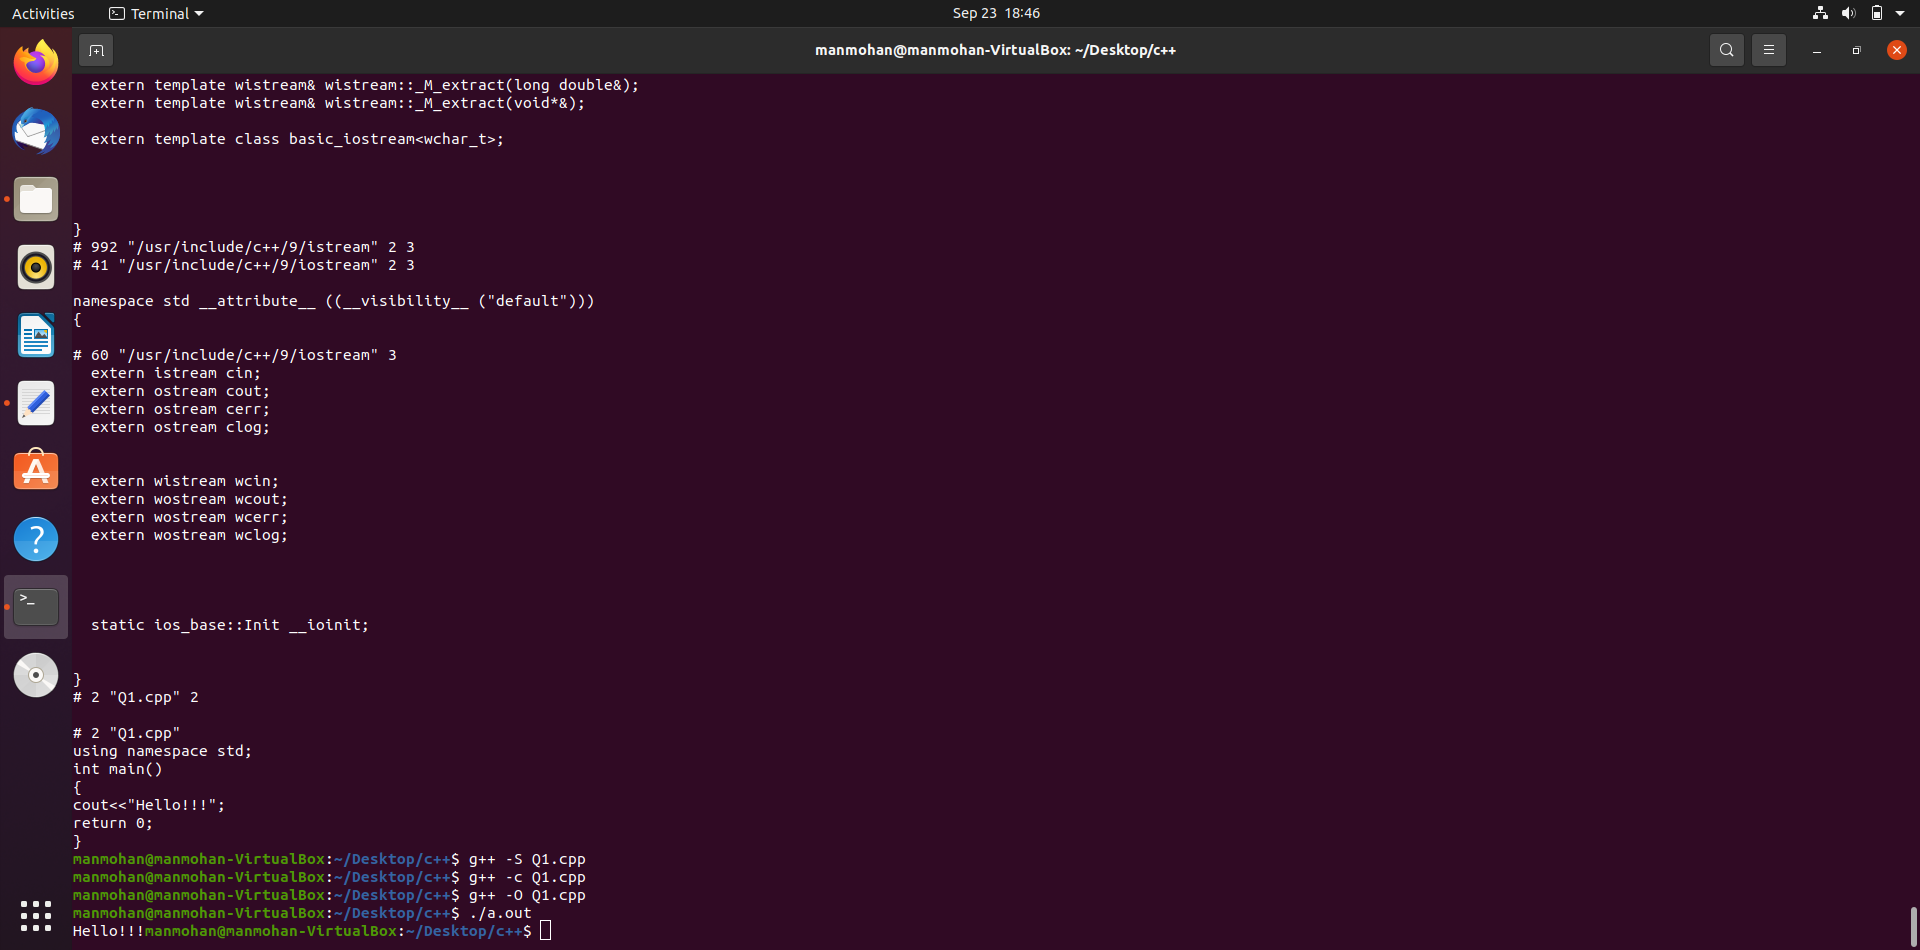 Activities
Terminal
Sep 23 18:46
manmohan@manmohan-VirtualBox: ~/Desktop/c++
extern template wistream& wistream::_M_extract(long double&);
extern template wistream& wistream::_M_extract(void*&);
extern template class basic_iostream<wchar_t>;
}
# 992 "/usr/include/c++/9/istream" 2 3
# 41 "/usr/include/c++/9/iostream" 2 3
namespace std __attribute__ ((__visibility__ ("default")))
{
# 60 "/usr/include/c++/9/iostream" 3
extern istream cin;
extern ostream cout;
extern ostream cerr;
extern ostream clog;
extern wistream wcin;
extern wostream wcout;
extern wostream wcerr;
extern wostream wclog;
static ios_base::Init __ioinit;
}
# 2 "Q1.cpp" 2
# 2 "Q1.cpp"
using namespace std;
int main()
{
cout<<"Hello!!!";
return 0;
}
manmohan@manmohan-VirtualBox:~/Desktop/c++$ g++ -S Q1.cpp
manmohan@manmohan-VirtualBox:~/Desktop/c++$ g++ -c Q1.cpp
manmohan@manmohan-VirtualBox:~/Desktop/c++$ g++ -O Q1.cpp
manmohan@manmohan-VirtualBox:~/Desktop/c++$ ./a.out
Hello!!!manmohan@manmohan-VirtualBox:~/Desktop/c++$